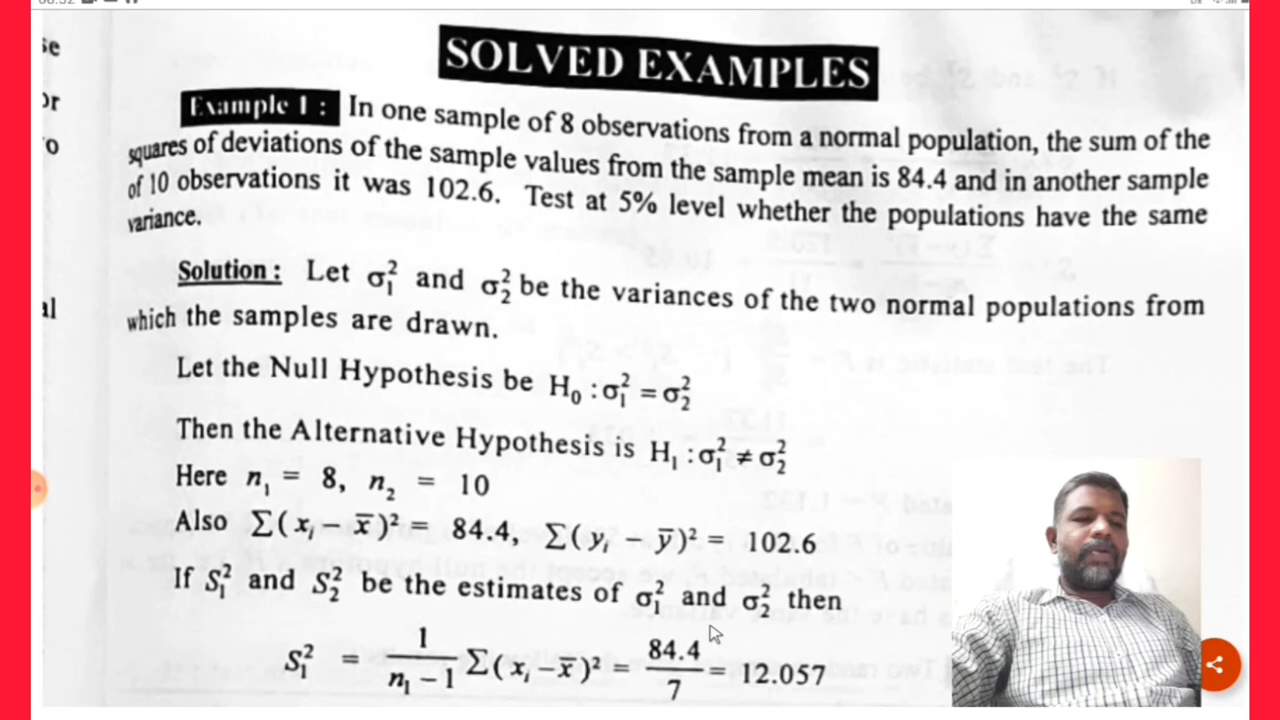 se
or
o
al
SOLVED EXAMPLES
Example 1 : In one sample of 8 observations from a normal population, the sum of the
squares of deviations of the sample values from the sample mean is 84.4 and in another sample
of 10 observations it was 102.6. Test at 5% level whether the populations have the same
variance.
Solution : Let σ₁² and σ₂² be the variances of the two normal populations from
which the samples are drawn.
Let the Null Hypothesis be H₀ : σ₁² = σ₂²
Then the Alternative Hypothesis is H₁ : σ₁² ≠ σ₂²
Here n₁ = 8, n₂ = 10
Also Σ(xᵢ − x̄)² = 84.4, Σ(yᵢ − ȳ)² = 102.6
If S₁² and S₂² be the estimates of σ₁² and σ₂² then
S₁² = 1/(n₁ − 1) Σ(xᵢ − x̄)² = 84.4/7 = 12.057